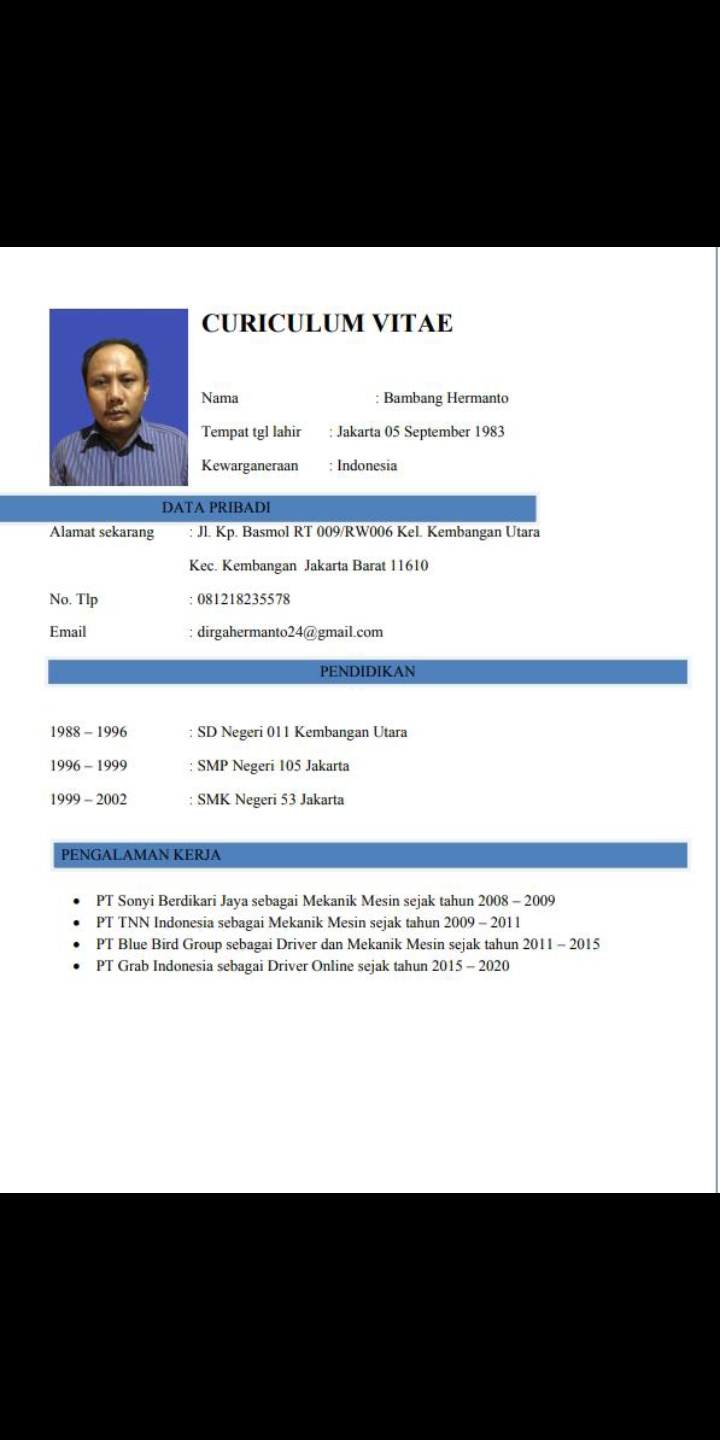 CURICULUM VITAE
Nama : Bambang Hermanto
Tempat tgl lahir : Jakarta 05 September 1983
Kewarganeraan : Indonesia
DATA PRIBADI
Alamat sekarang : Jl. Kp. Basmol RT 009/RW006 Kel. Kembangan Utara
Kec. Kembangan Jakarta Barat 11610
No. Tlp : 081218235578
Email : dirgahermanto24@gmail.com
PENDIDIKAN
1988 – 1996 : SD Negeri 011 Kembangan Utara
1996 – 1999 : SMP Negeri 105 Jakarta
1999 – 2002 : SMK Negeri 53 Jakarta
PENGALAMAN KERJA
• PT Sonyi Berdikari Jaya sebagai Mekanik Mesin sejak tahun 2008 – 2009
• PT TNN Indonesia sebagai Mekanik Mesin sejak tahun 2009 – 2011
• PT Blue Bird Group sebagai Driver dan Mekanik Mesin sejak tahun 2011 – 2015
• PT Grab Indonesia sebagai Driver Online sejak tahun 2015 – 2020